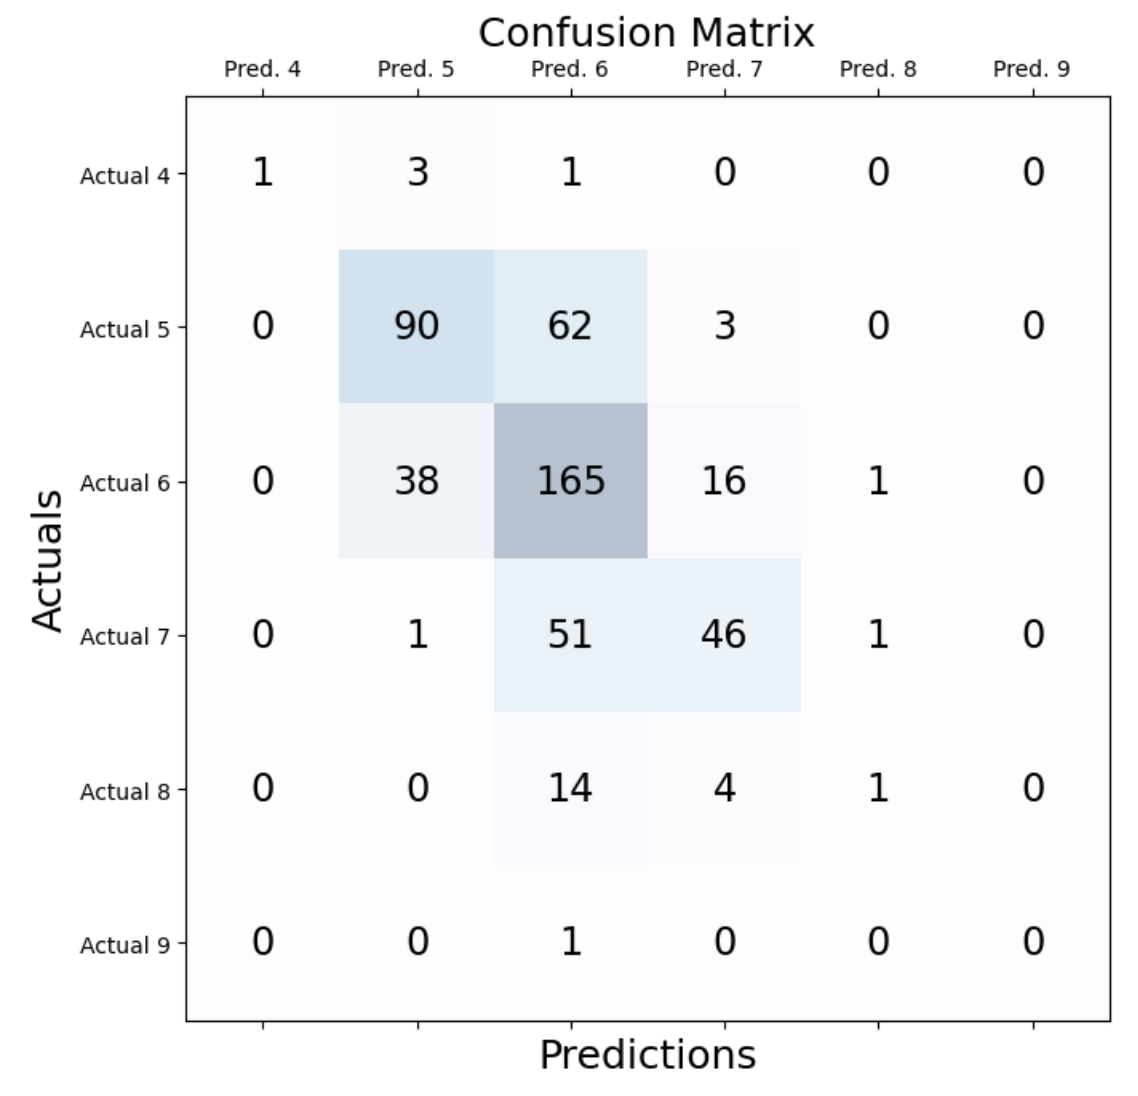 Confusion Matrix
Pred. 4 Pred. 5 Pred. 6 Pred. 7 Pred. 8 Pred. 9
Actual 4 1 3 1 0 0 0
Actual 5 0 90 62 3 0 0
Actual 6 0 38 165 16 1 0
Actual 7 0 1 51 46 1 0
Actual 8 0 0 14 4 1 0
Actual 9 0 0 1 0 0 0
Actuals
Predictions